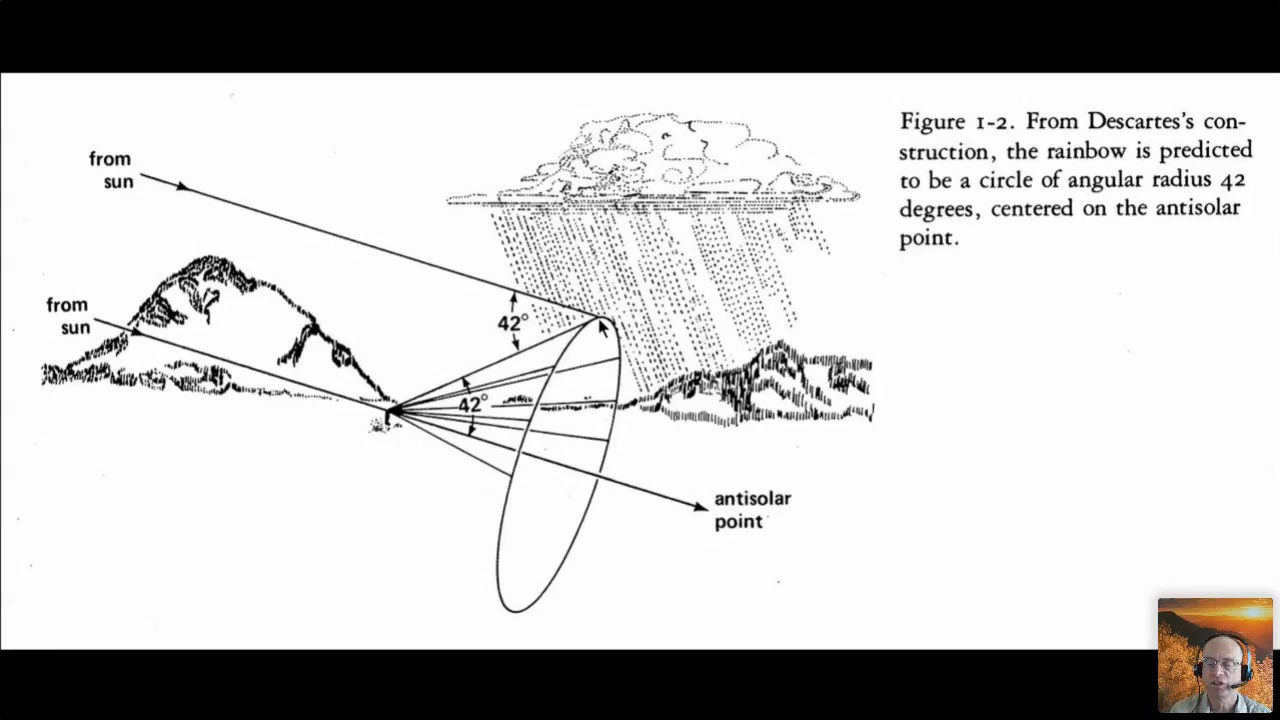 from
sun
Figure 1-2. From Descartes's con-
struction, the rainbow is predicted
to be a circle of angular radius 42
degrees, centered on the antisolar
point.
from
sun
42°
42°
antisolar
point